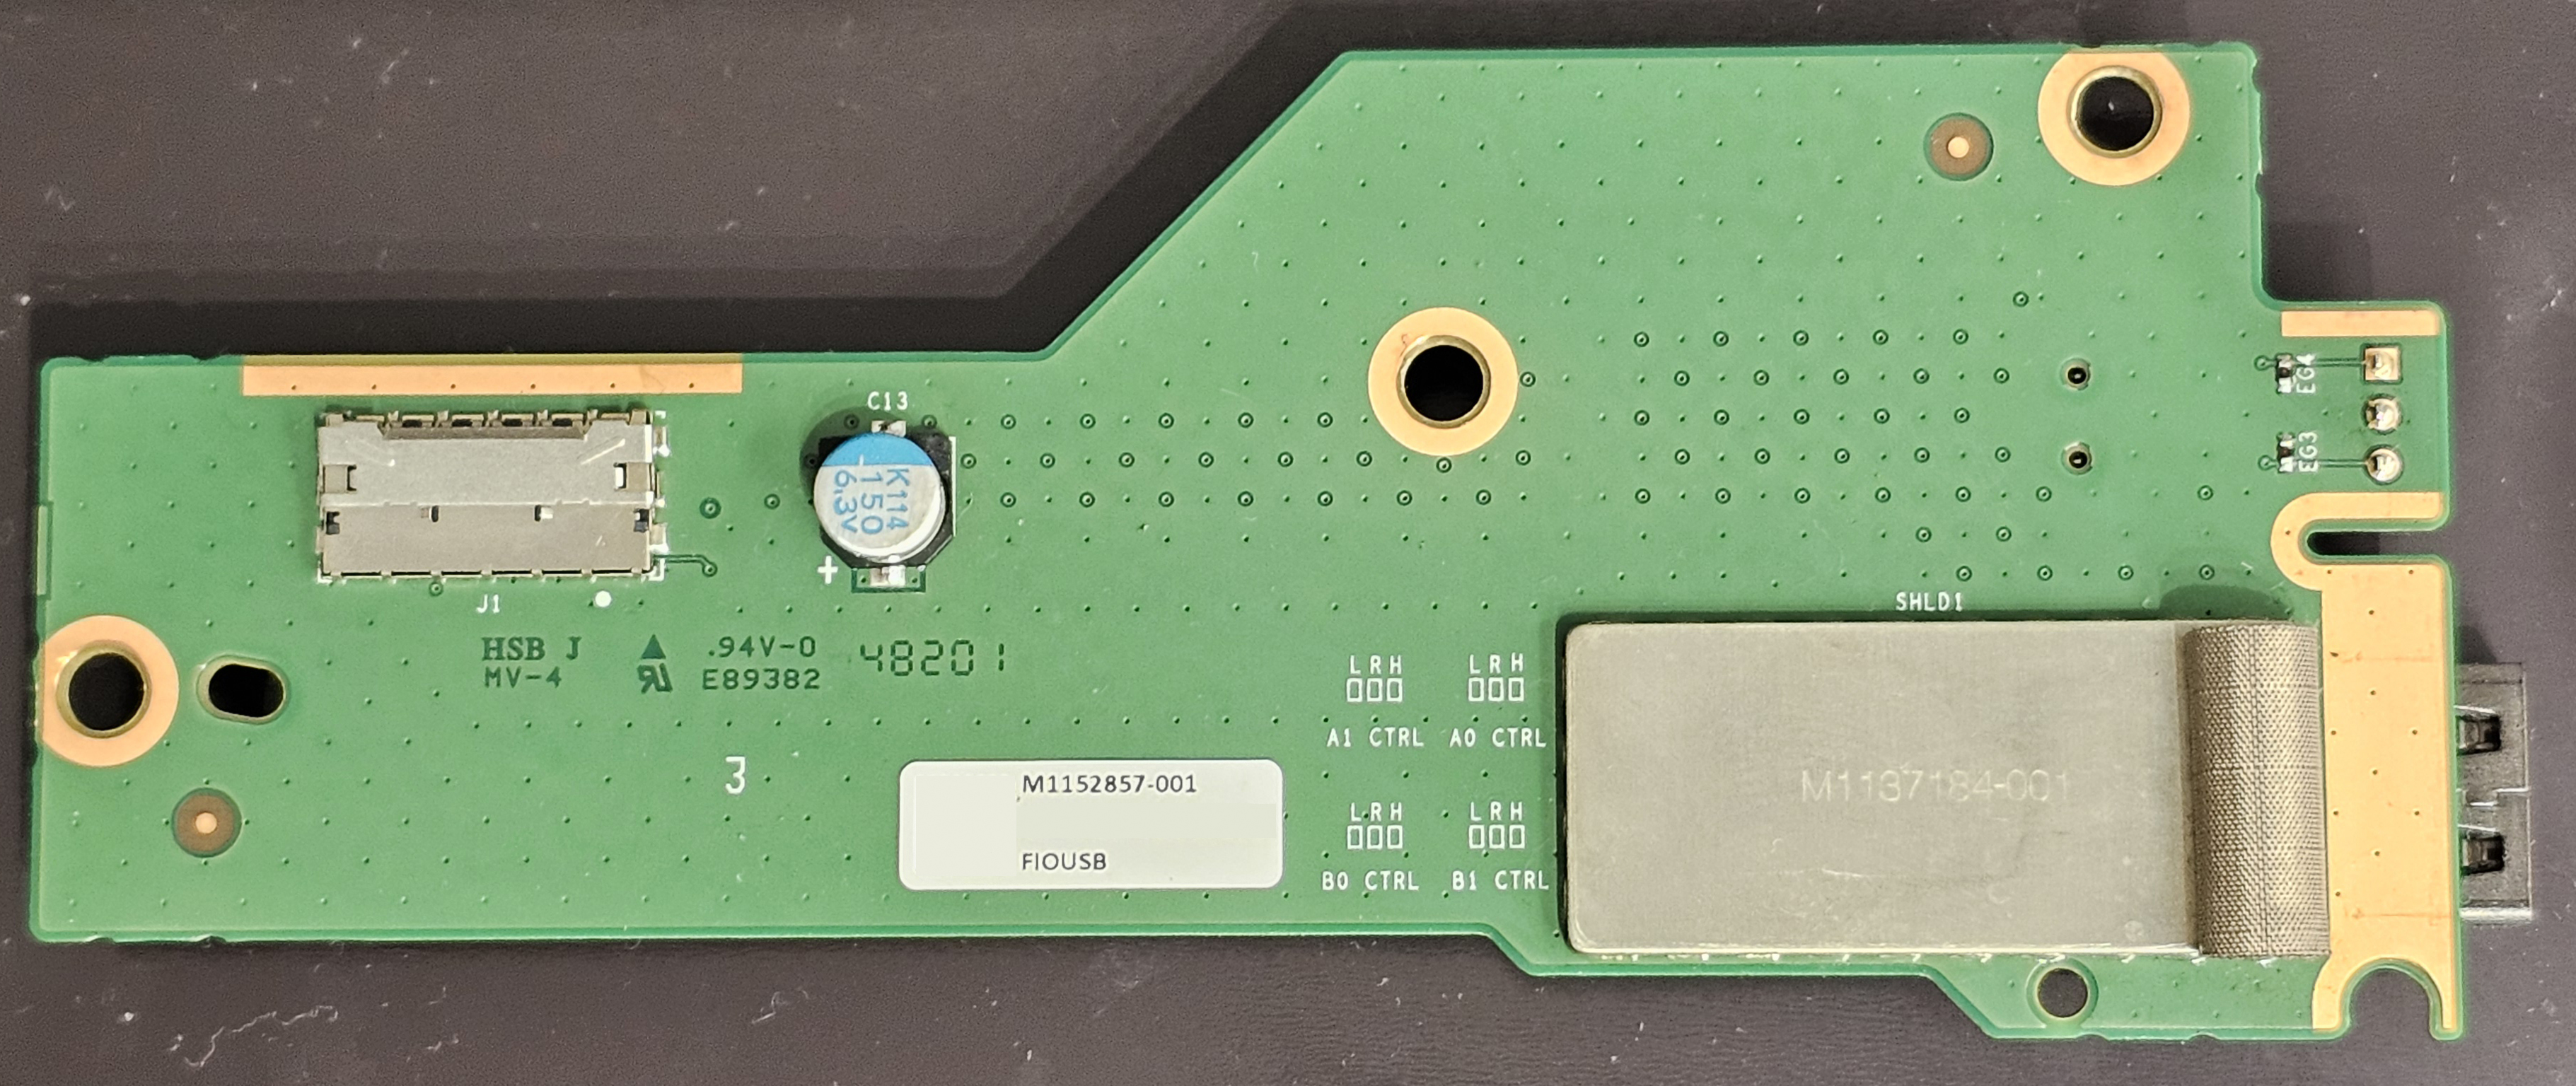 C13
-
K114
150
6.3V
+
EG4
EG3
J1
SHLD1
HSB J
MV-4
.94V-0
E89382
48201
L R H
L R H
A1 CTRL
A0 CTRL
3
M1152857-001
FIOUSB
L R H
L R H
B0 CTRL
B1 CTRL
M1137184-001